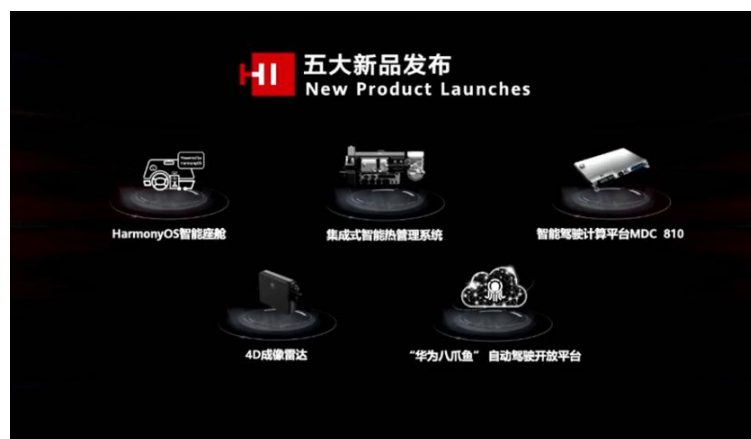 HI
五大新品发布
New Product Launches
Powered by
HarmonyOS
HarmonyOS智能座舱
集成式智能热管理系统
智能驾驶计算平台MDC 810
4D成像雷达
“华为八爪鱼” 自动驾驶开放平台